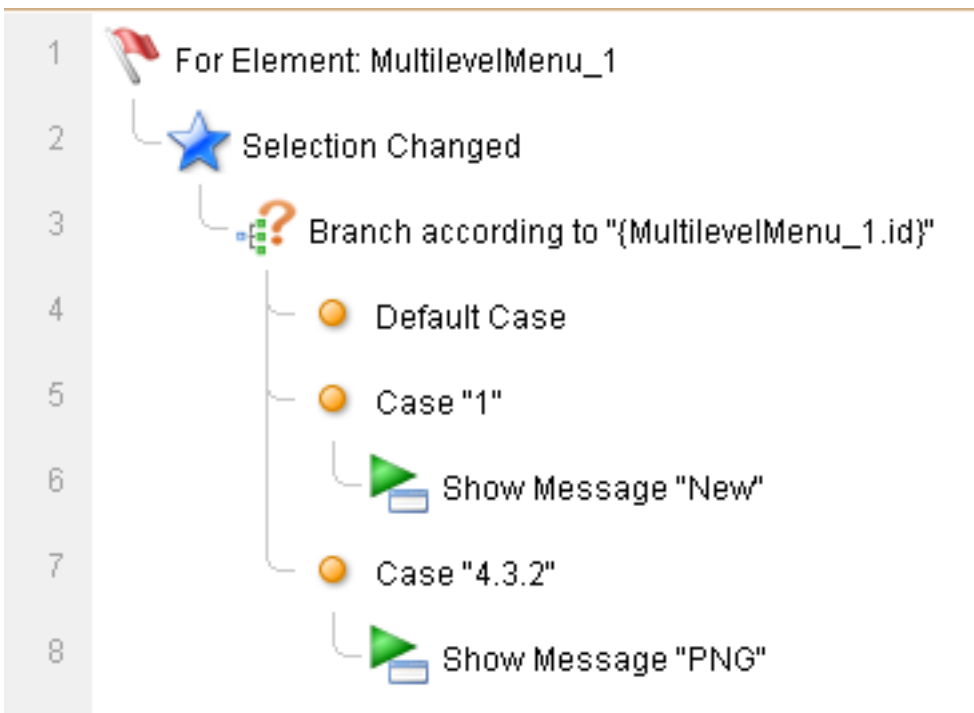 1 For Element: MultilevelMenu_1
2 Selection Changed
3 Branch according to "{MultilevelMenu_1.id}"
4 Default Case
5 Case "1"
6 Show Message "New"
7 Case "4.3.2"
8 Show Message "PNG"